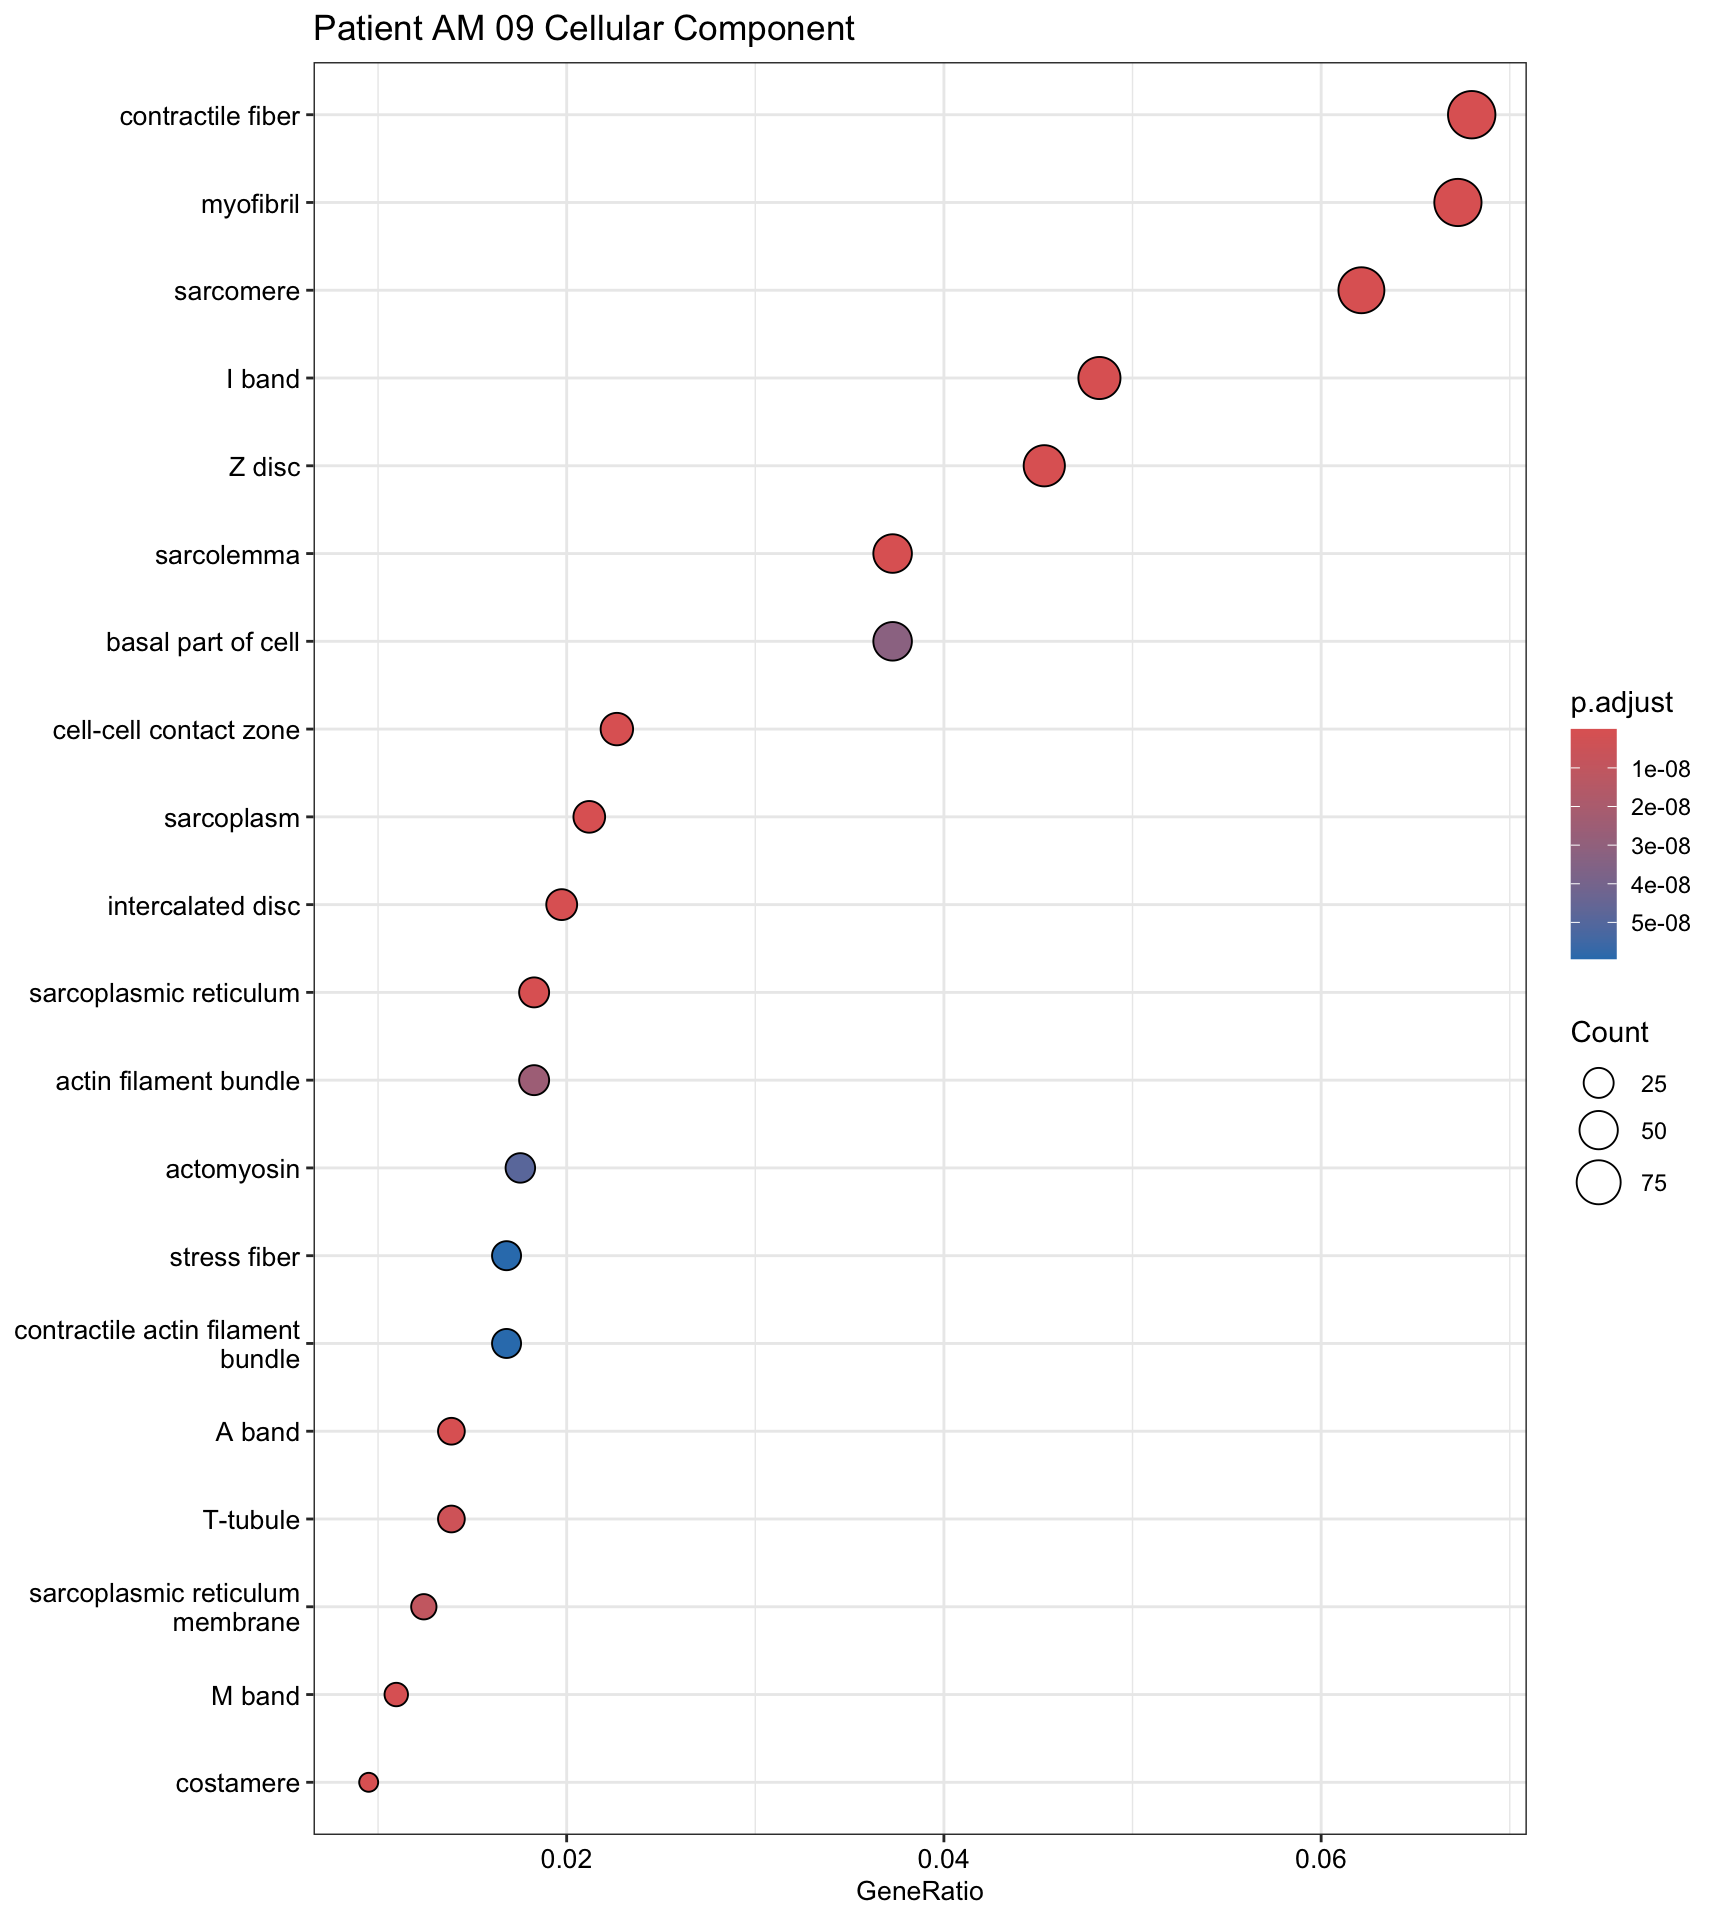 Patient AM 09 Cellular Component
contractile fiber
myofibril
sarcomere
I band
Z disc
sarcolemma
basal part of cell
cell-cell contact zone
sarcoplasm
intercalated disc
sarcoplasmic reticulum
actin filament bundle
actomyosin
stress fiber
contractile actin filament
bundle
A band
T-tubule
sarcoplasmic reticulum
membrane
M band
costamere
0.02
0.04
0.06
GeneRatio
p.adjust
1e-08
2e-08
3e-08
4e-08
5e-08
Count
25
50
75